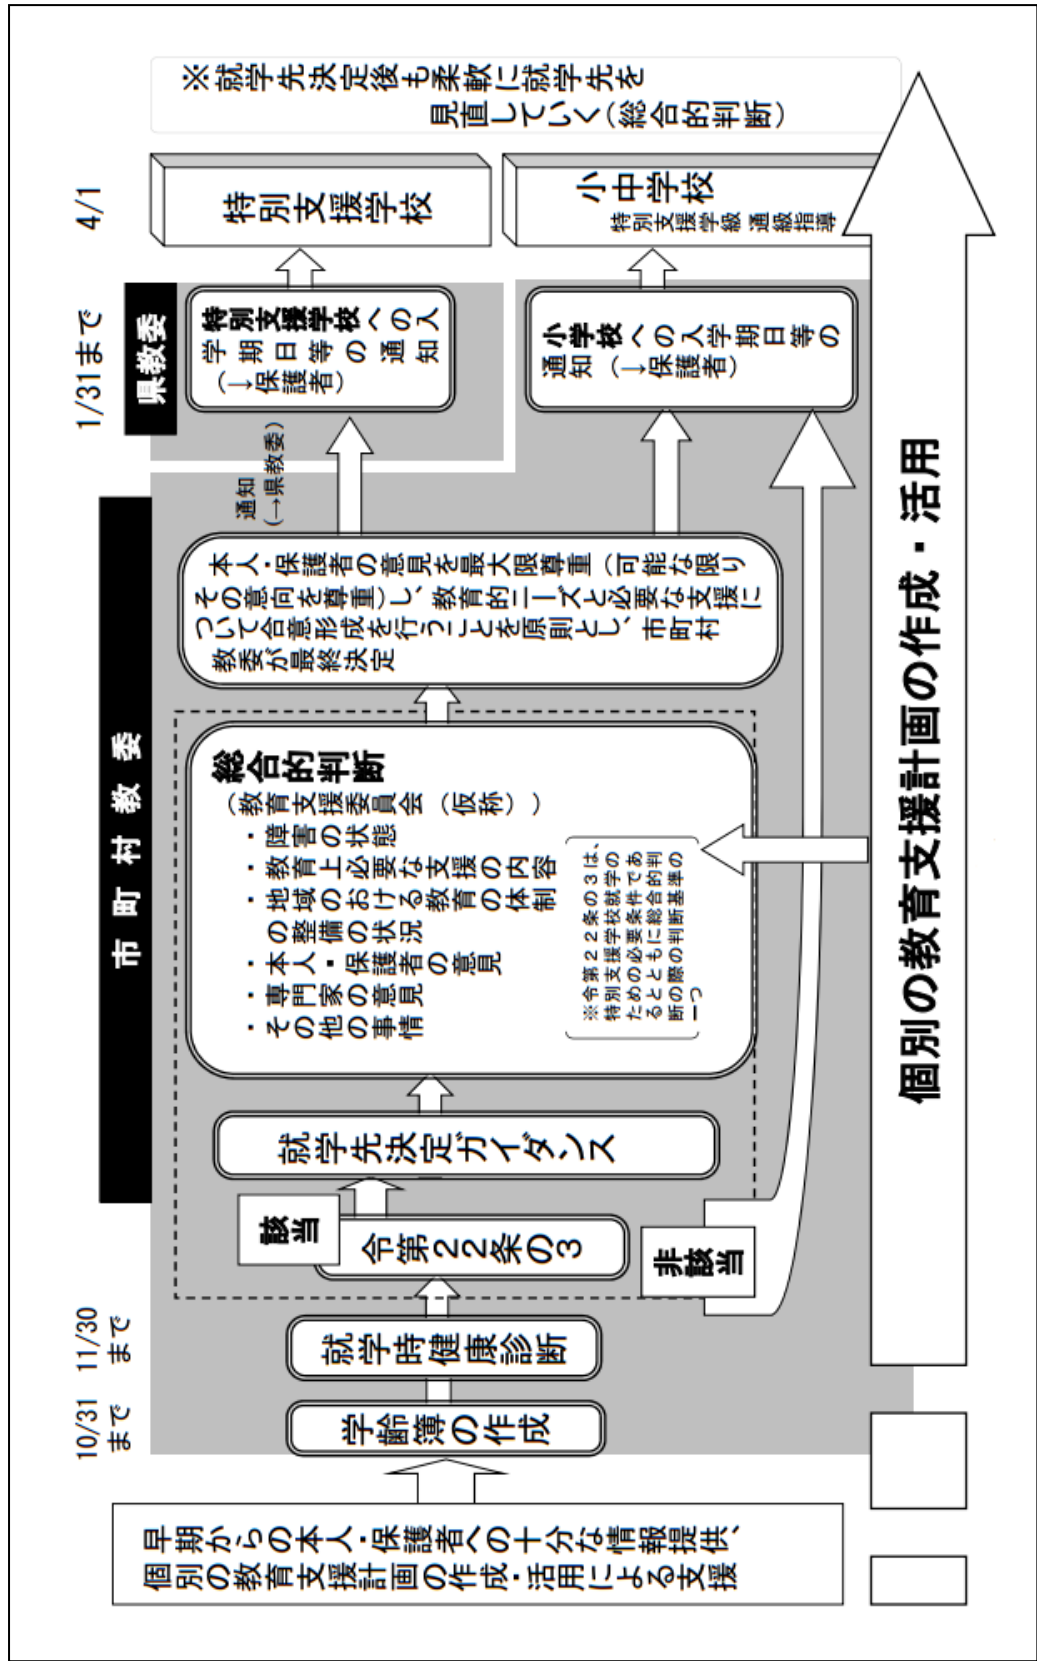 早期からの本人・保護者への十分な情報提供、
個別の教育支援計画の作成・活用による支援
10/31
まで
学齢簿の作成
11/30
まで
就学時健康診断
市町村教委
令第２２条の３
該当
非該当
就学先決定ガイダンス
総合的判断
（教育支援委員会（仮称））
・障害の状態
・教育上必要な支援の内容
・地域のおける教育の体制
の整備の状況
・本人・保護者の意見
・専門家の意見
・その他の事情
※令第２２条の３は、
特別支援学校就学の
ための必要条件であ
るとともに総合的判
断の際の判断基準の
一つ
本人・保護者の意見を最大限尊重（可能な限り
その意向を尊重）し、教育的ニーズと必要な支援に
ついて合意形成を行うことを原則とし、市町村
教委が最終決定
通知
（→県教委）
1/31まで
県教委
特別支援学校への入
学期日等の通知
（→保護者）
小学校への入学期日等の
通知（→保護者）
4/1
特別支援学校
小中学校
特別支援学級 通級指導
※就学先決定後も柔軟に就学先を
見直していく（総合的判断）
個別の教育支援計画の作成・活用